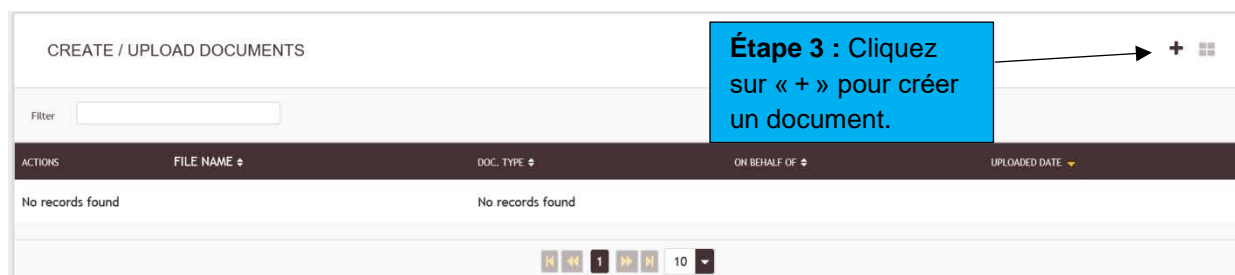 CREATE / UPLOAD DOCUMENTS
Étape 3 : Cliquez
sur « + » pour créer
un document.
+
Filter
ACTIONS FILE NAME DOC. TYPE ON BEHALF OF UPLOADED DATE
No records found No records found
1 10